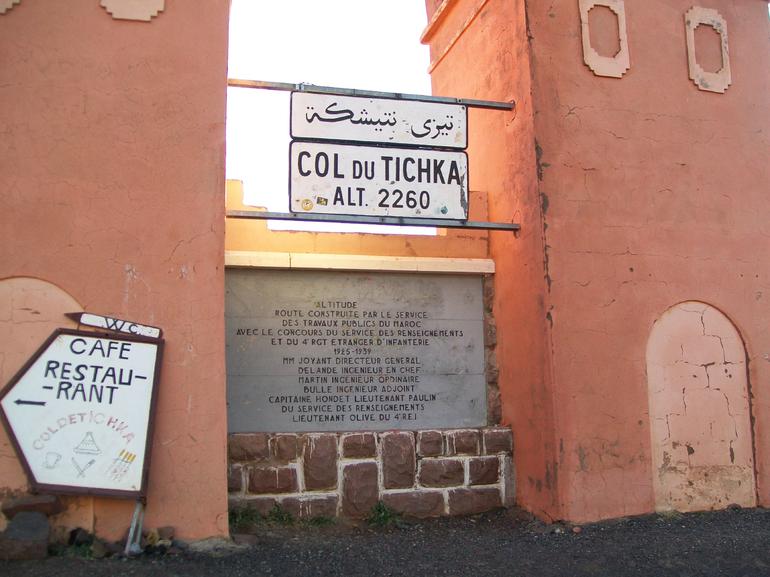 تيزي نتيشكة
COL DU TICHKA
ALT. 2260
ALTITUDE
ROUTE CONSTRUITE PAR LE SERVICE
DES TRAVAUX PUBLICS DU MAROC
AVEC LE CONCOURS DU SERVICE DES RENSEIGNEMENTS
ET DU 4ᵉ RGT ETRANGER D'INFANTERIE
1925-1939
MM JOYANT DIRECTEUR GENERAL
DELANDE INGENIEUR EN CHEF
MARTIN INGENIEUR ORDINAIRE
BULLE INGENIEUR ADJOINT
CAPITAINE HONDET LIEUTENANT PAULIN
DU SERVICE DES RENSEIGNEMENTS
LIEUTENANT OLIVE DU 4ᵉ R.E.I
W.C.
CAFE
RESTAU-
RANT
COLDETICHKA